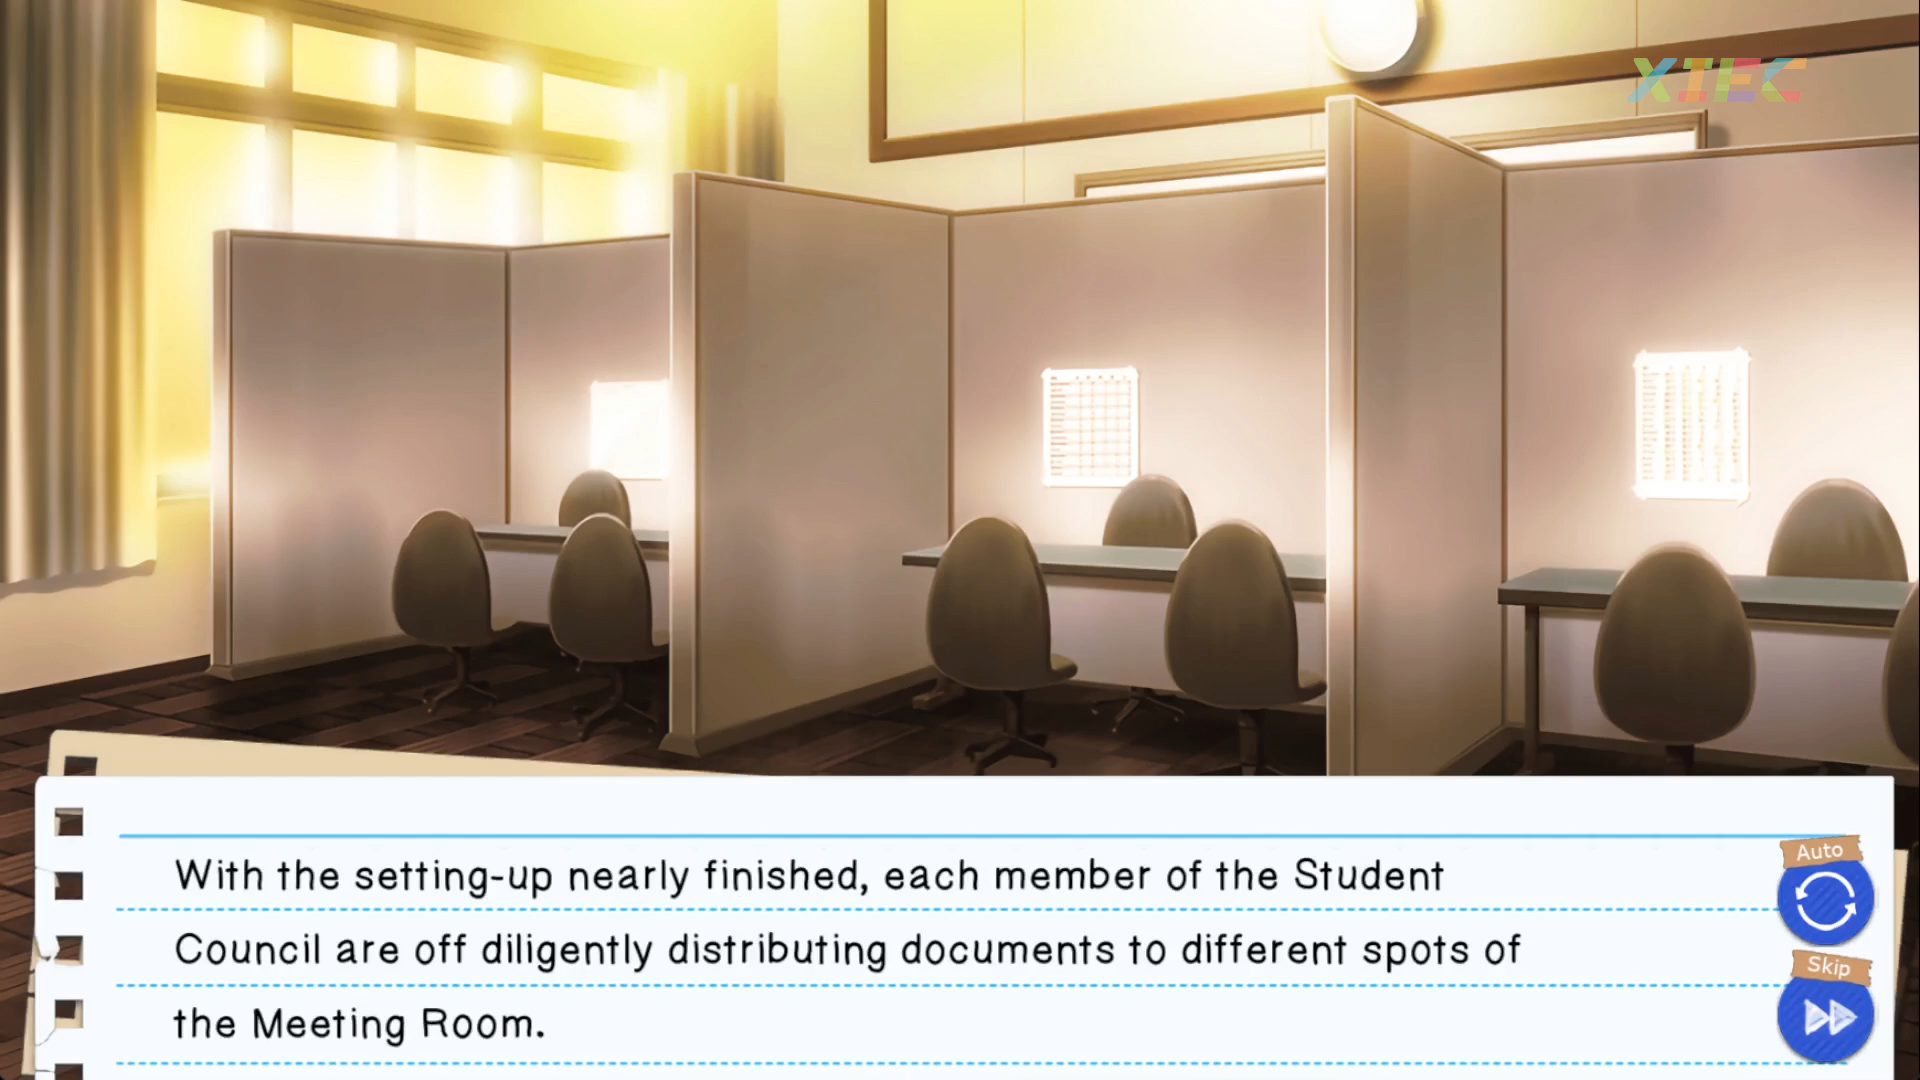 XIEC
With the setting-up nearly finished, each member of the Student
Council are off diligently distributing documents to different spots of
the Meeting Room.
Auto
Skip